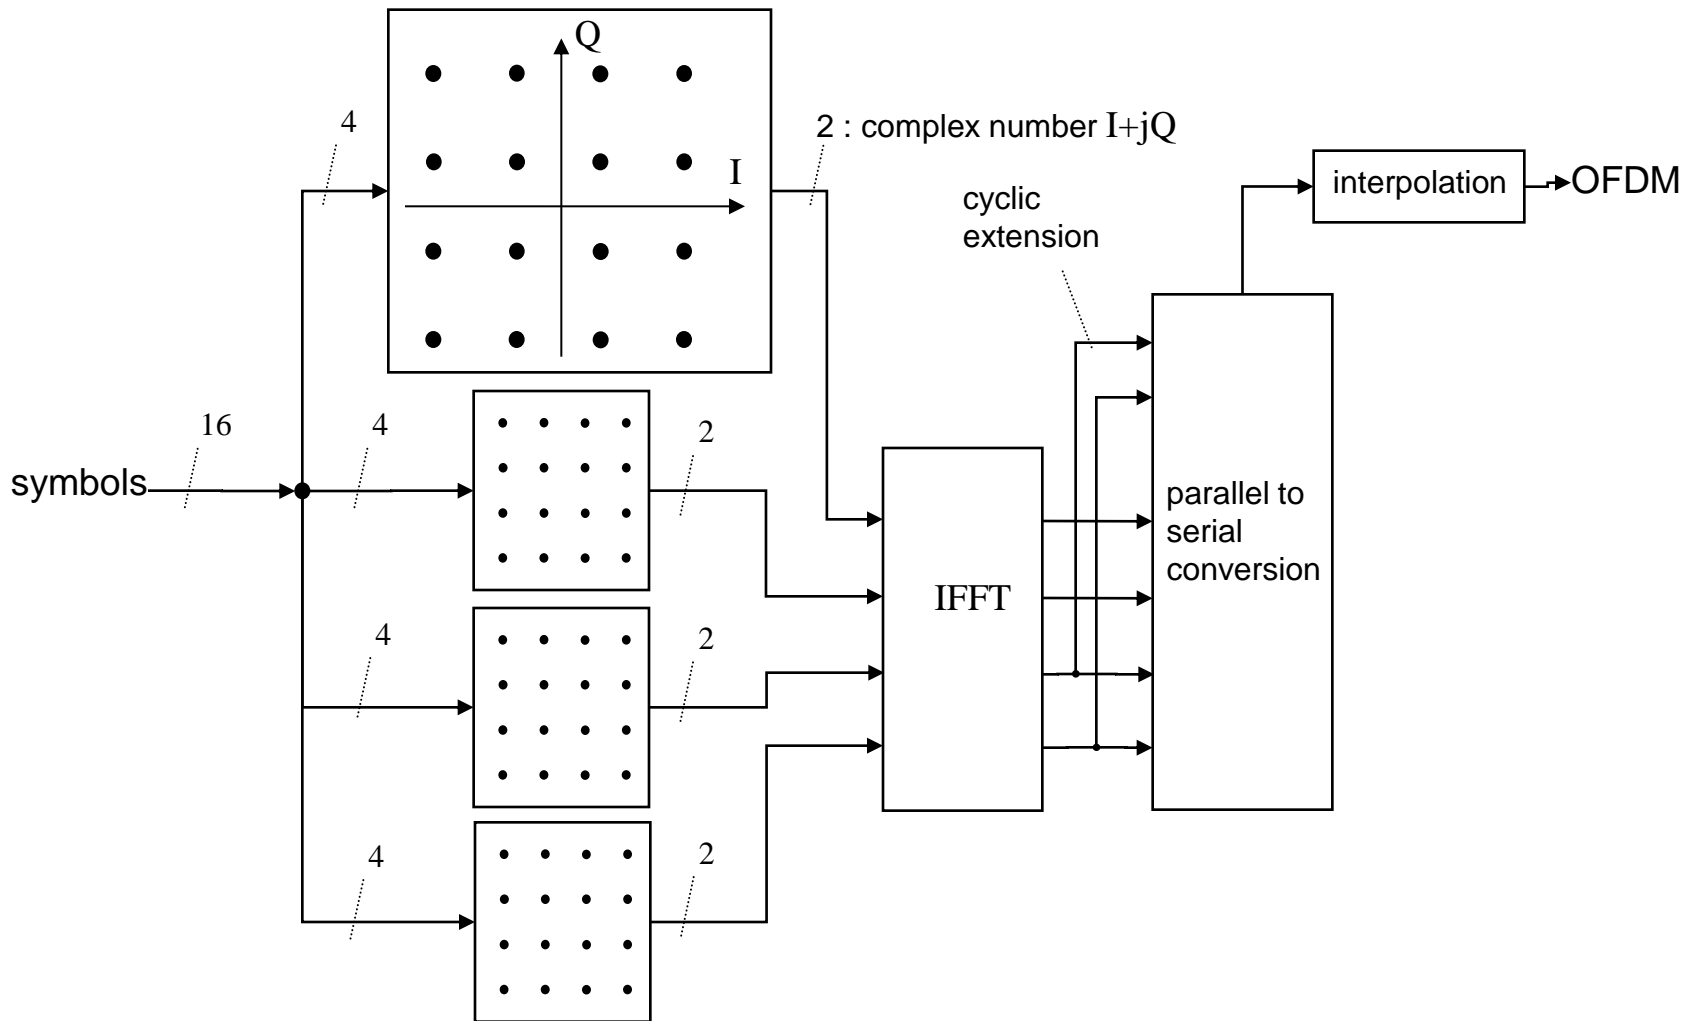 Q
4
2 : complex number I+jQ
I
interpolation
OFDM
cyclic
extension
16
4
2
symbols
parallel to
serial
conversion
IFFT
4
2
4
2